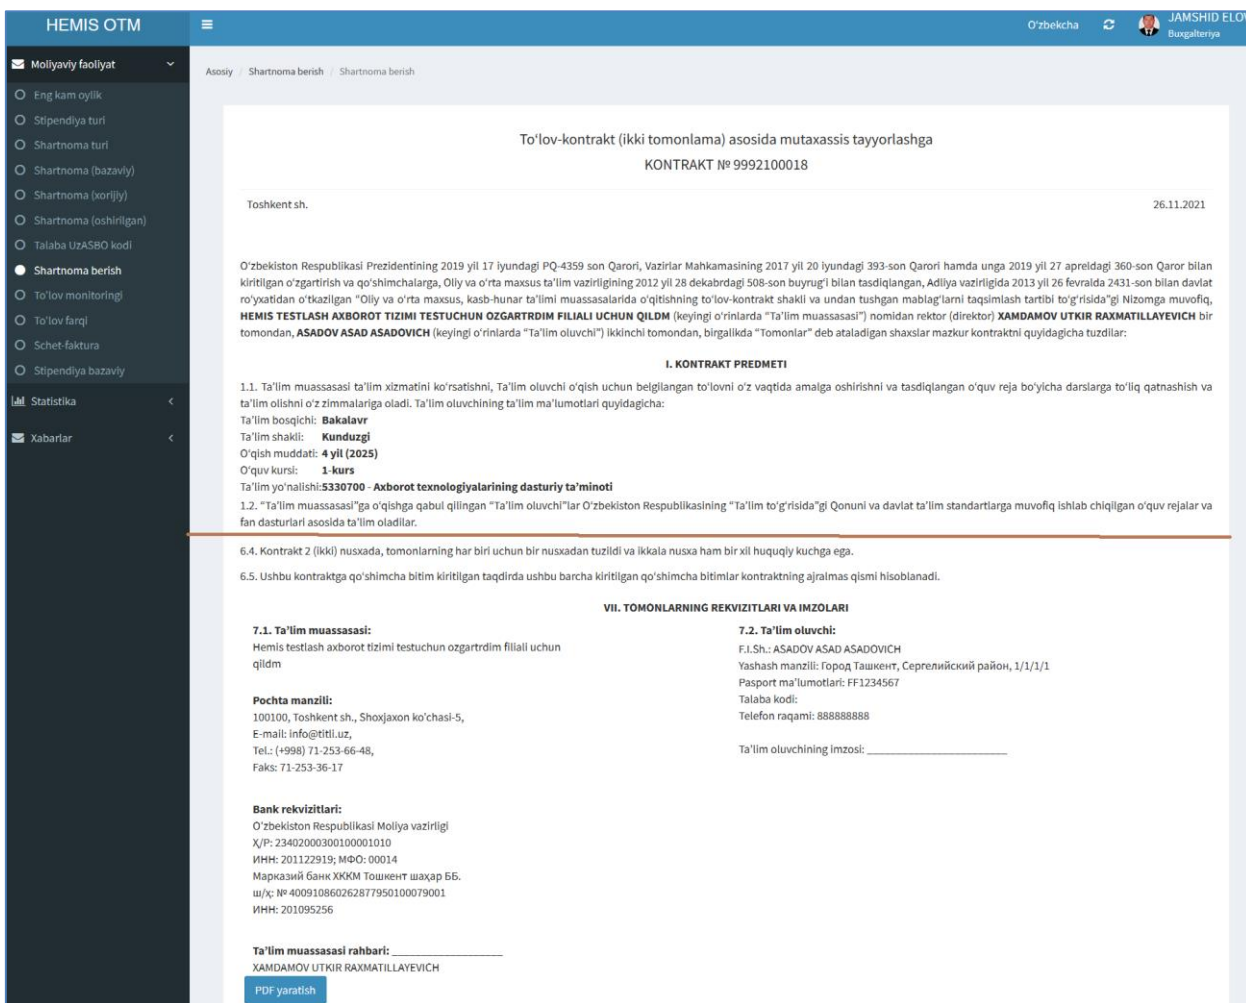 HEMIS OTM
O'zbekcha
JAMSHID ELOV
Buxgalteriya
Moliyaviy faoliyat
Eng kam oylik
Stipendiya turi
Shartnoma turi
Shartnoma (bazaviy)
Shartnoma (xorijiy)
Shartnoma (oshirilgan)
Talaba UzASBO kodi
Shartnoma berish
To'lov monitoringi
To'lov farqi
Schet-faktura
Stipendiya bazaviy
Statistika
Xabarlar
Asosiy / Shartnoma berish / Shartnoma berish
To‘lov-kontrakt (ikki tomonlama) asosida mutaxassis tayyorlashga
KONTRAKT № 9992100018
Toshkent sh.
26.11.2021
O‘zbekiston Respublikasi Prezidentining 2019 yil 17 iyundagi PQ-4359 son Qarori, Vazirlar Mahkamasining 2017 yil 20 iyundagi 393-son Qarori hamda unga 2019 yil 27 apreldagi 360-son Qaror bilan
kiritilgan o‘zgartirish va qo‘shimchalarga, Oliy va o‘rta maxsus ta’lim vazirligining 2012 yil 28 dekabrdagi 508-son buyrug‘i bilan tasdiqlangan, Adliya vazirligida 2013 yil 26 fevralda 2431-son bilan davlat
ro‘yxatidan o‘tkazilgan “Oliy va o‘rta maxsus, kasb-hunar ta’limi muassasalarida o‘qitishning to‘lov-kontrakt shakli va undan tushgan mablag‘larni taqsimlash tartibi to‘g‘risida”gi Nizomga muvofiq,
HEMIS TESTLASH AXBOROT TIZIMI TESTUCHUN OZGARTRDIM FILIALI UCHUN QILDM (keyingi o‘rinlarda “Ta’lim muassasasi”) nomidan rektor (direktor) XAMDAMOV UTKIR RAXMATILLAYEVICH bir
tomondan, ASADOV ASAD ASADOVICH (keyingi o‘rinlarda “Ta’lim oluvchi”) ikkinchi tomondan, birgalikda “Tomonlar” deb ataladigan shaxslar mazkur kontraktni quyidagicha tuzdilar:
I. KONTRAKT PREDMETI
1.1. Ta’lim muassasasi ta’lim xizmatini ko‘rsatishni, Ta’lim oluvchi o‘qish uchun belgilangan to‘lovni o‘z vaqtida amalga oshirishni va tasdiqlangan o‘quv reja bo‘yicha darslarga to‘liq qatnashish va
ta’lim olishni o‘z zimmalariga oladi. Ta’lim oluvchining ta’lim ma’lumotlari quyidagicha:
Ta’lim bosqichi: Bakalavr
Ta’lim shakli: Kunduzgi
O‘qish muddati: 4 yil (2025)
O‘quv kursi: 1-kurs
Ta’lim yo‘nalishi:5330700 - Axborot texnologiyalarining dasturiy ta’minoti
1.2. “Ta’lim muassasasi”ga o‘qishga qabul qilingan “Ta’lim oluvchi”lar O‘zbekiston Respublikasining “Ta’lim to‘g‘risida”gi Qonuni va davlat ta’lim standartlarga muvofiq ishlab chiqilgan o‘quv rejalar va
fan dasturlari asosida ta’lim oladilar.
6.4. Kontrakt 2 (ikki) nusxada, tomonlarning har biri uchun bir nusxadan tuzildi va ikkala nusxa ham bir xil huquqiy kuchga ega.
6.5. Ushbu kontraktga qo‘shimcha bitim kiritilgan taqdirda ushbu barcha kiritilgan qo‘shimcha bitimlar kontraktning ajralmas qismi hisoblanadi.
VII. TOMONLARNING REKVIZITLARI VA IMZOLARI
7.1. Ta’lim muassasasi:
Hemis testlash axborot tizimi testuchun ozgartrdim filiali uchun
qildm
Pochta manzili:
100100, Toshkent sh., Shoxjaxon ko‘chasi-5,
E-mail: info@titli.uz,
Tel.: (+998) 71-253-66-48,
Faks: 71-253-36-17
Bank rekvizitlari:
O‘zbekiston Respublikasi Moliya vazirligi
Х/Р: 23402000300100001010
ИНН: 201122919; МФО: 00014
Марказий банк ХККМ Тошкент шаҳар ББ.
ш/ҳ: № 400910860262877950100079001
ИНН: 201095256
Ta’lim muassasasi rahbari: ____________________
XAMDAMOV UTKIR RAXMATILLAYEVICH
7.2. Ta’lim oluvchi:
F.I.Sh.: ASADOV ASAD ASADOVICH
Yashash manzili: Город Ташкент, Сергелийский район, 1/1/1/1
Pasport ma’lumotlari: FF1234567
Talaba kodi:
Telefon raqami: 888888888
Ta’lim oluvchining imzosi: _________________________
PDF yaratish